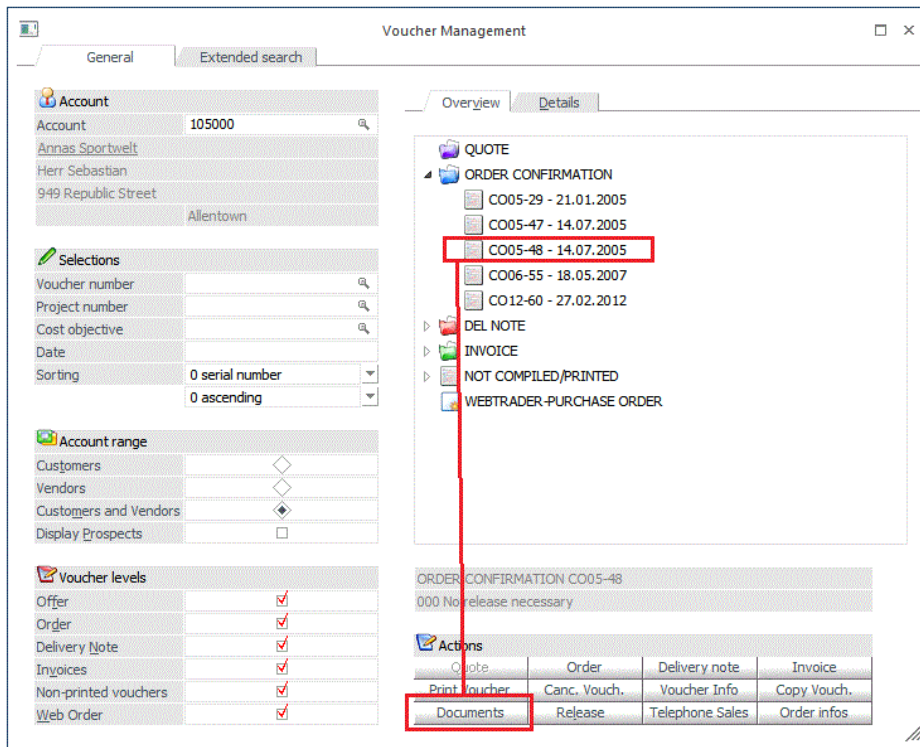 Voucher Management
General Extended search
Account
Account 105000
Annas Sportwelt
Herr Sebastian
949 Republic Street
Allentown
Selections
Voucher number
Project number
Cost objective
Date
Sorting 0 serial number
0 ascending
Account range
Customers
Vendors
Customers and Vendors
Display Prospects
Voucher levels
Offer
Order
Delivery Note
Invoices
Non-printed vouchers
Web Order
Overview Details
QUOTE
ORDER CONFIRMATION
CO05-29 - 21.01.2005
CO05-47 - 14.07.2005
CO05-48 - 14.07.2005
CO06-55 - 18.05.2007
CO12-60 - 27.02.2012
DEL NOTE
INVOICE
NOT COMPILED/PRINTED
WEBTRADER-PURCHASE ORDER
ORDER CONFIRMATION CO05-48
000 No release necessary
Actions
Quote Order Delivery note Invoice
Print Voucher Canc. Vouch. Voucher Info Copy Vouch.
Documents Release Telephone Sales Order infos